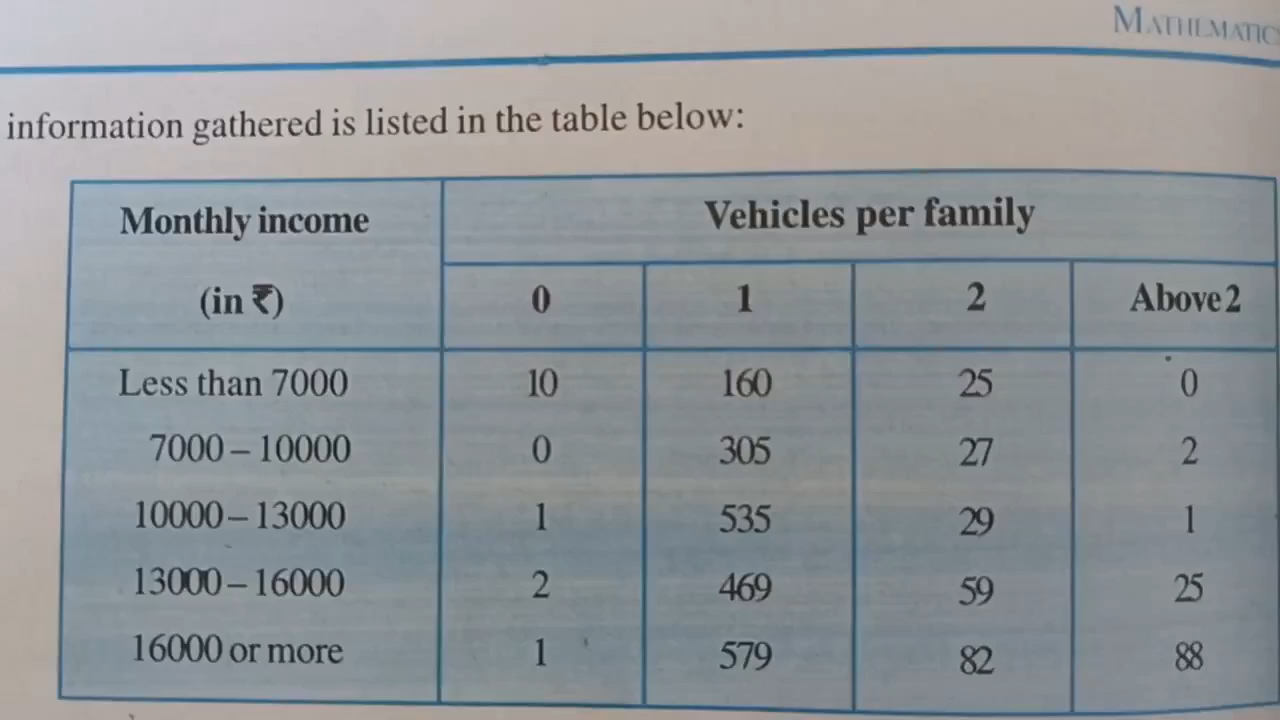 MATHEMATIC
information gathered is listed in the table below:
Monthly income
(in ₹)
Vehicles per family
0 1 2 Above 2
Less than 7000 10 160 25 0
7000 – 10000 0 305 27 2
10000 – 13000 1 535 29 1
13000 – 16000 2 469 59 25
16000 or more 1 579 82 88